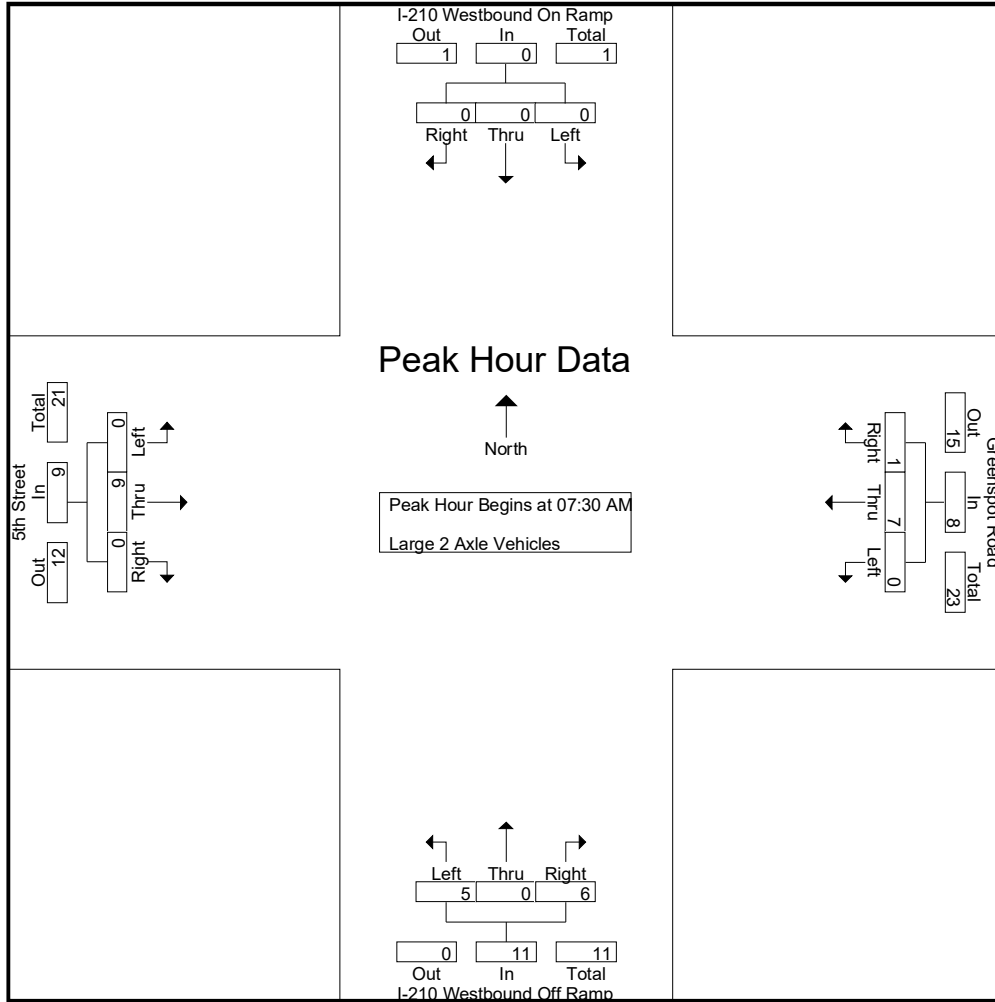 I-210 Westbound On Ramp
Out In Total
1 0 1
0 0 0
Right Thru Left
Peak Hour Data
North
Peak Hour Begins at 07:30 AM
Large 2 Axle Vehicles
5th Street
Total In Out
21 9 12
0 9 0
Left Thru Right
Right Thru Left
1 7 0
15 8 23
Out In Total
Greenspot Road
Left Thru Right
5 0 6
0 11 11
Out In Total
I-210 Westbound Off Ramp